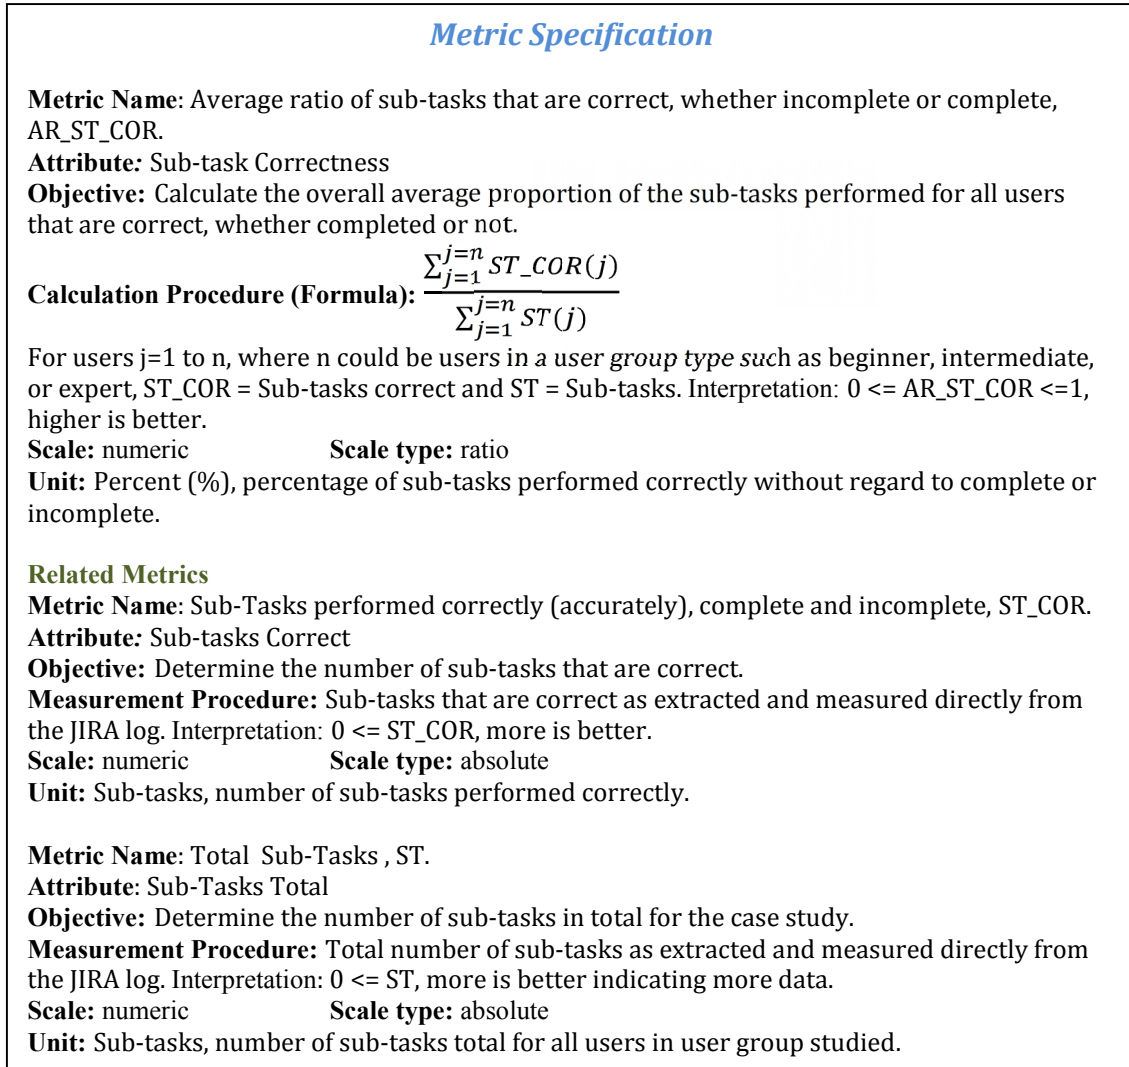 Metric Specification
Metric Name: Average ratio of sub-tasks that are correct, whether incomplete or complete,
AR_ST_COR.
Attribute: Sub-task Correctness
Objective: Calculate the overall average proportion of the sub-tasks performed for all users
that are correct, whether completed or not.
Calculation Procedure (Formula): \frac{\sum_{j=1}^{j=n} ST\_COR(j)}{\sum_{j=1}^{j=n} ST(j)}
For users j=1 to n, where n could be users in a user group type such as beginner, intermediate,
or expert, ST_COR = Sub-tasks correct and ST = Sub-tasks. Interpretation: 0 <= AR_ST_COR <=1,
higher is better.
Scale: numeric Scale type: ratio
Unit: Percent (%), percentage of sub-tasks performed correctly without regard to complete or
incomplete.
Related Metrics
Metric Name: Sub-Tasks performed correctly (accurately), complete and incomplete, ST_COR.
Attribute: Sub-tasks Correct
Objective: Determine the number of sub-tasks that are correct.
Measurement Procedure: Sub-tasks that are correct as extracted and measured directly from
the JIRA log. Interpretation: 0 <= ST_COR, more is better.
Scale: numeric Scale type: absolute
Unit: Sub-tasks, number of sub-tasks performed correctly.
Metric Name: Total Sub-Tasks , ST.
Attribute: Sub-Tasks Total
Objective: Determine the number of sub-tasks in total for the case study.
Measurement Procedure: Total number of sub-tasks as extracted and measured directly from
the JIRA log. Interpretation: 0 <= ST, more is better indicating more data.
Scale: numeric Scale type: absolute
Unit: Sub-tasks, number of sub-tasks total for all users in user group studied.